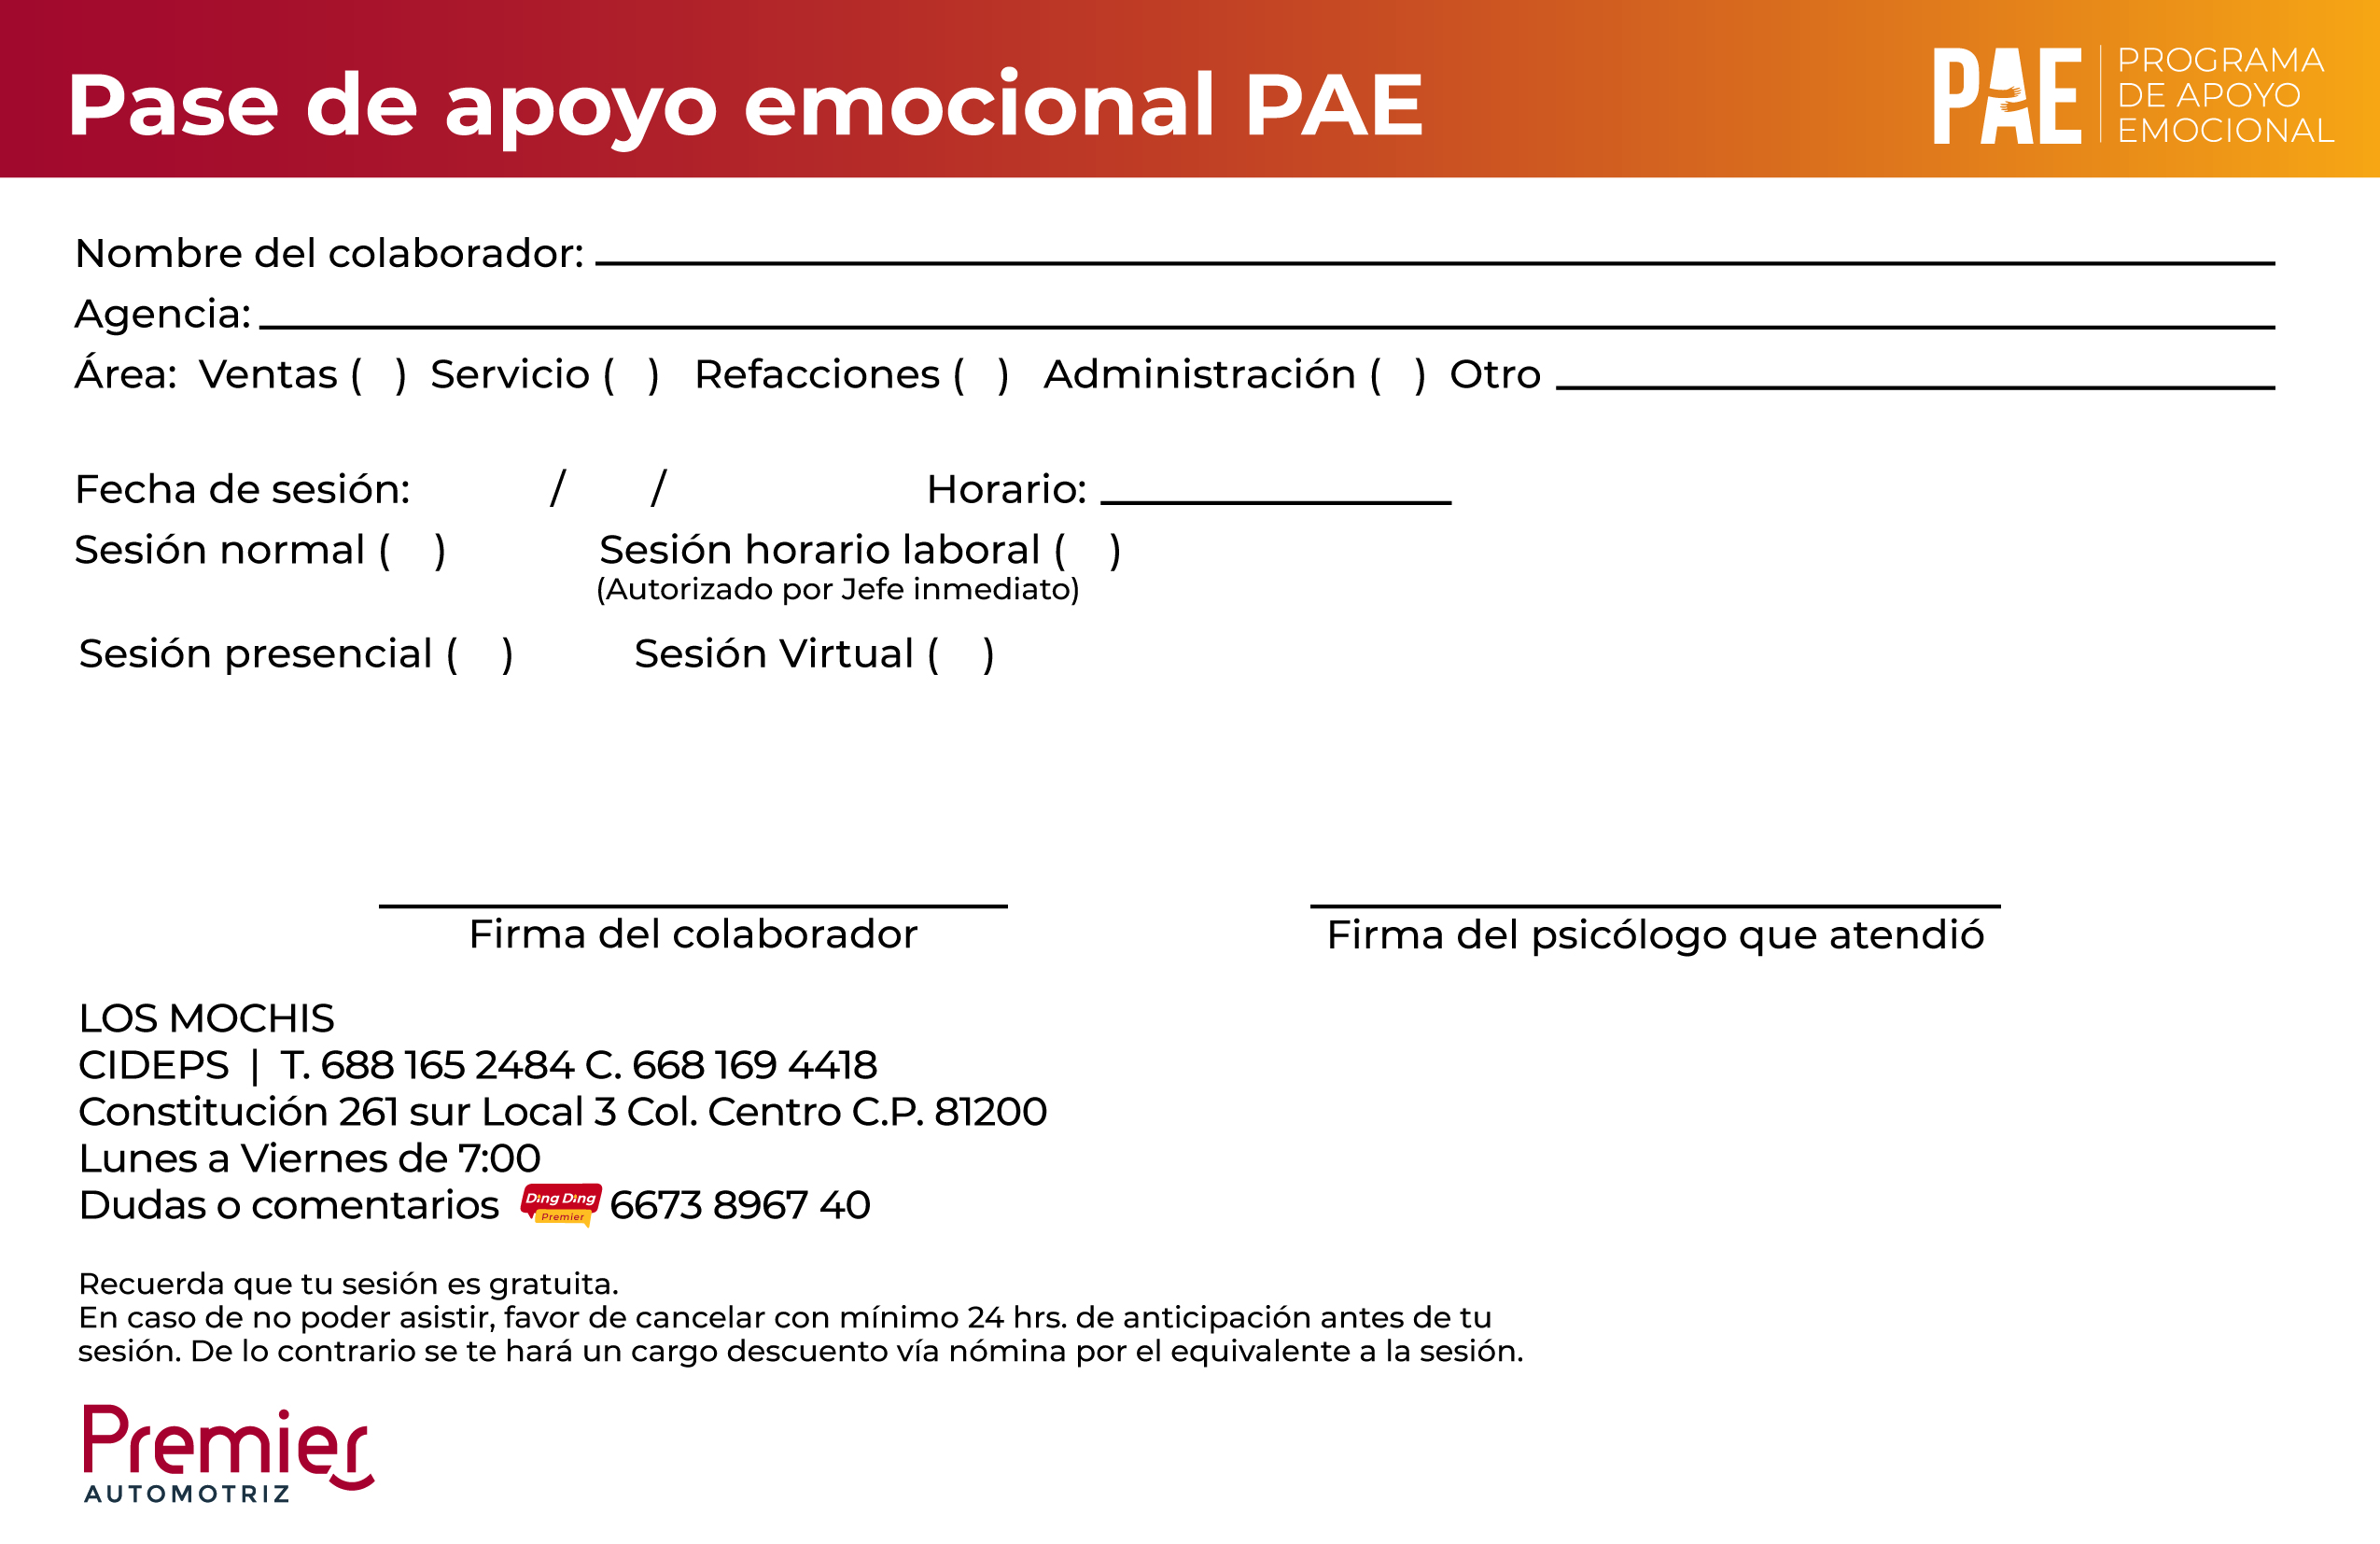 Pase de apoyo emocional PAE
PAE | PROGRAMA
DE APOYO
EMOCIONAL
Nombre del colaborador:
Agencia:
Área: Ventas ( ) Servicio ( ) Refacciones ( ) Administración ( ) Otro
Fecha de sesión: / / Horario:
Sesión normal ( ) Sesión horario laboral ( )
(Autorizado por Jefe inmediato)
Sesión presencial ( ) Sesión Virtual ( )
Firma del colaborador Firma del psicólogo que atendió
LOS MOCHIS
CIDEPS | T. 688 165 2484 C. 668 169 4418
Constitución 261 sur Local 3 Col. Centro C.P. 81200
Lunes a Viernes de 7:00
Dudas o comentarios Ding Ding Premier 6673 8967 40
Recuerda que tu sesión es gratuita.
En caso de no poder asistir, favor de cancelar con mínimo 24 hrs. de anticipación antes de tu
sesión. De lo contrario se te hará un cargo descuento vía nómina por el equivalente a la sesión.
Premier
AUTOMOTRIZ